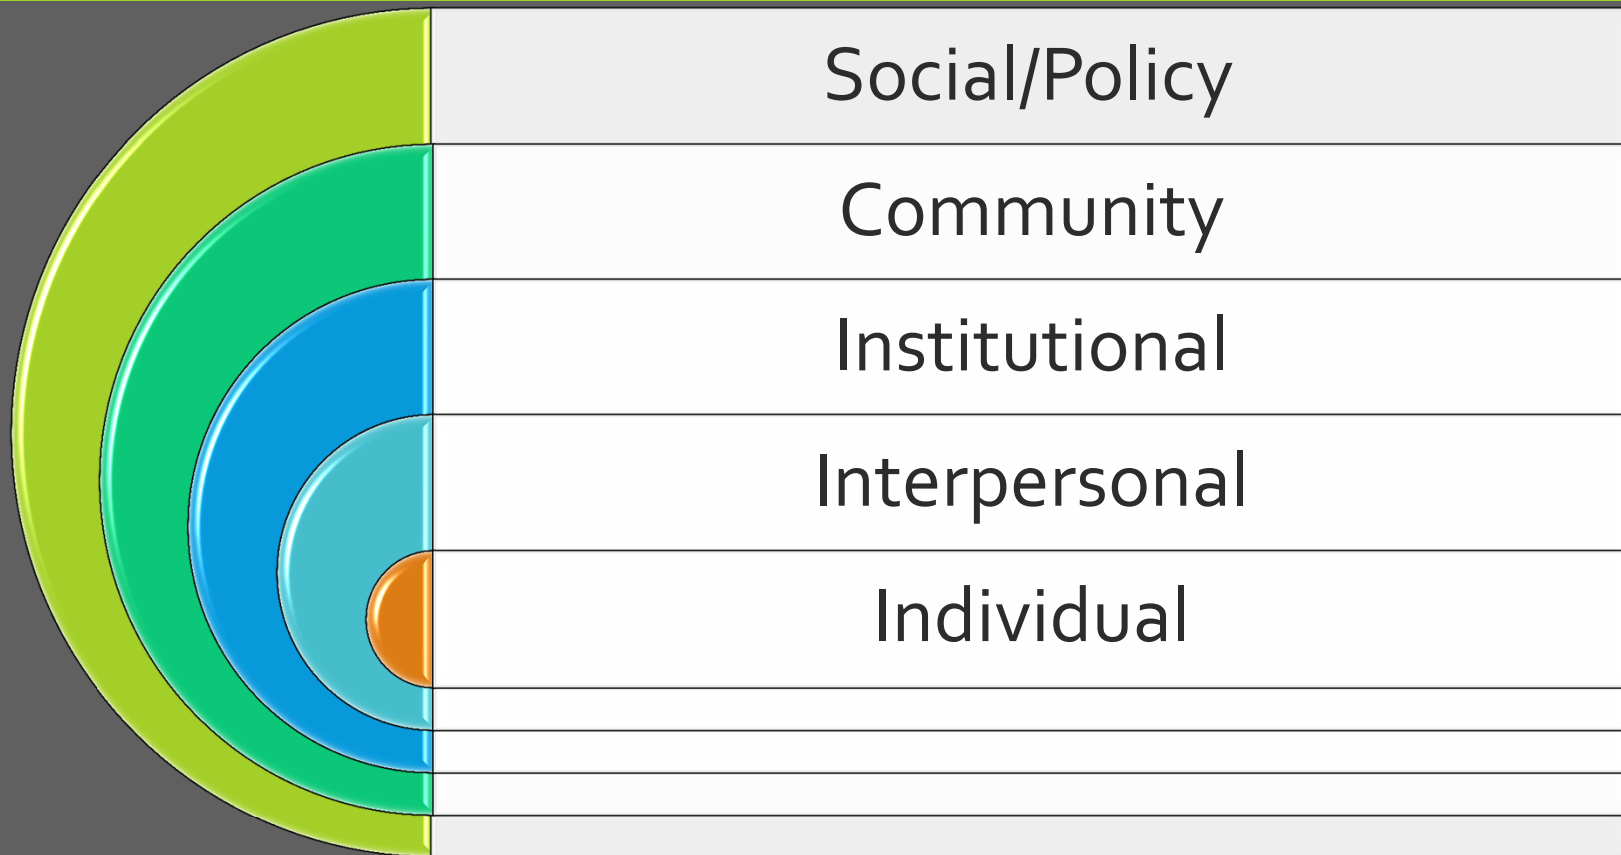 Social/Policy
Community
Institutional
Interpersonal
Individual